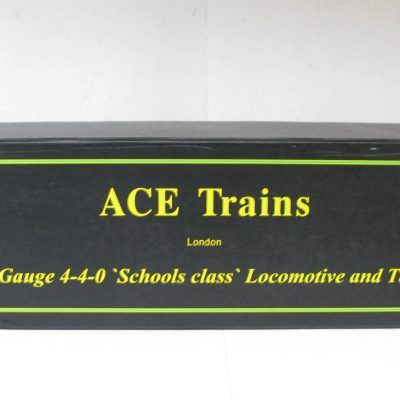 ACE Trains
London
Gauge 4-4-0 `Schools class` Locomotive and T